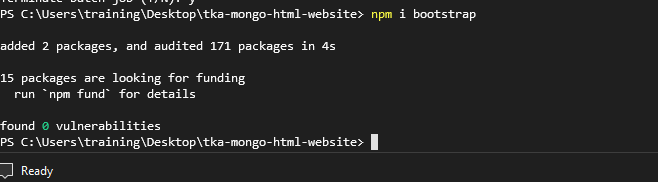 Terminate batch job (Y/N)? y
PS C:\Users\training\Desktop\tka-mongo-html-website> npm i bootstrap
added 2 packages, and audited 171 packages in 4s
15 packages are looking for funding
run `npm fund` for details
found 0 vulnerabilities
PS C:\Users\training\Desktop\tka-mongo-html-website>
Ready